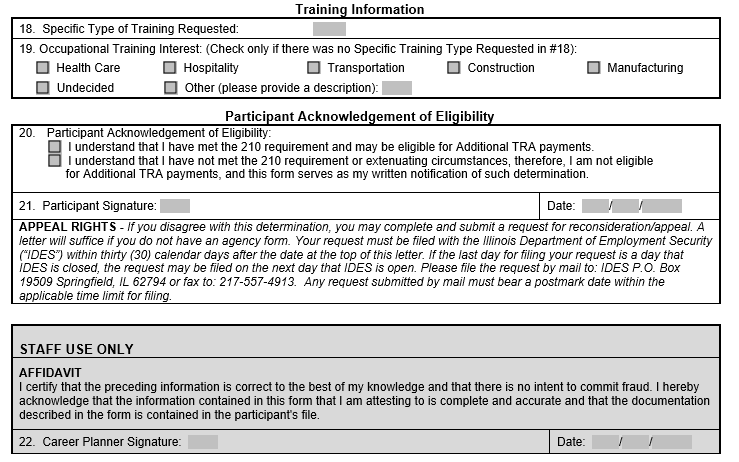 Training Information
18. Specific Type of Training Requested:
19. Occupational Training Interest: (Check only if there was no Specific Training Type Requested in #18):
Health Care Hospitality Transportation Construction Manufacturing
Undecided Other (please provide a description):
Participant Acknowledgement of Eligibility
20. Participant Acknowledgement of Eligibility:
I understand that I have met the 210 requirement and may be eligible for Additional TRA payments.
I understand that I have not met the 210 requirement or extenuating circumstances, therefore, I am not eligible
for Additional TRA payments, and this form serves as my written notification of such determination.
21. Participant Signature: Date: / /
APPEAL RIGHTS - If you disagree with this determination, you may complete and submit a request for reconsideration/appeal. A
letter will suffice if you do not have an agency form. Your request must be filed with the Illinois Department of Employment Security
("IDES") within thirty (30) calendar days after the date at the top of this letter. If the last day for filing your request is a day that
IDES is closed, the request may be filed on the next day that IDES is open. Please file the request by mail to: IDES P.O. Box
19509 Springfield, IL 62794 or fax to: 217-557-4913. Any request submitted by mail must bear a postmark date within the
applicable time limit for filing.
STAFF USE ONLY
AFFIDAVIT
I certify that the preceding information is correct to the best of my knowledge and that there is no intent to commit fraud. I hereby
acknowledge that the information contained in this form that I am attesting to is complete and accurate and that the documentation
described in the form is contained in the participant's file.
22. Career Planner Signature: Date: / /